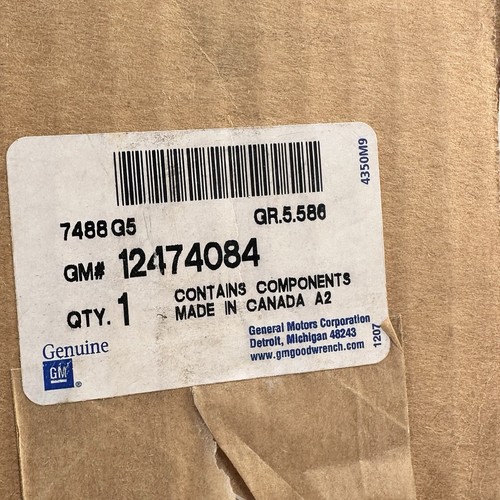 4350M9
7488 G5 GR.5.586
GM# 12474084
QTY. 1 CONTAINS COMPONENTS
MADE IN CANADA A2
General Motors Corporation
Detroit, Michigan 48243
www.gmgoodwrench.com
1207
Genuine
GM
®